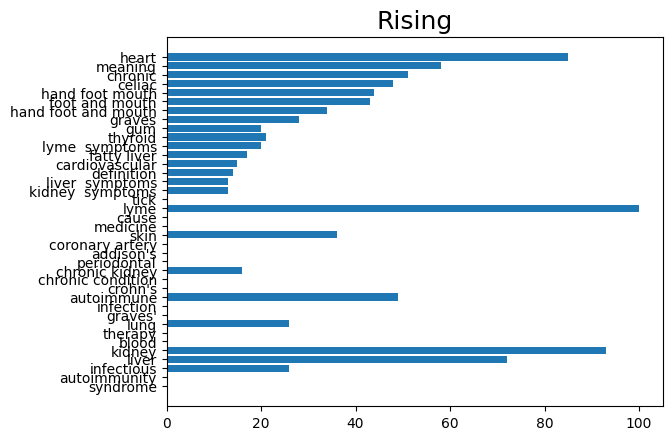 Rising
heart
meaning
chronic
celiac
hand foot mouth
foot and mouth
hand foot and mouth
graves
gum
thyroid
lyme  symptoms
fatty liver
cardiovascular
definition
liver  symptoms
kidney  symptoms
tick
lyme
cause
medicine
skin
coronary artery
addison's
periodontal
chronic kidney
chronic condition
crohn's
autoimmune
infection
graves'
lung
therapy
blood
kidney
liver
infectious
autoimmunity
syndrome
0 20 40 60 80 100